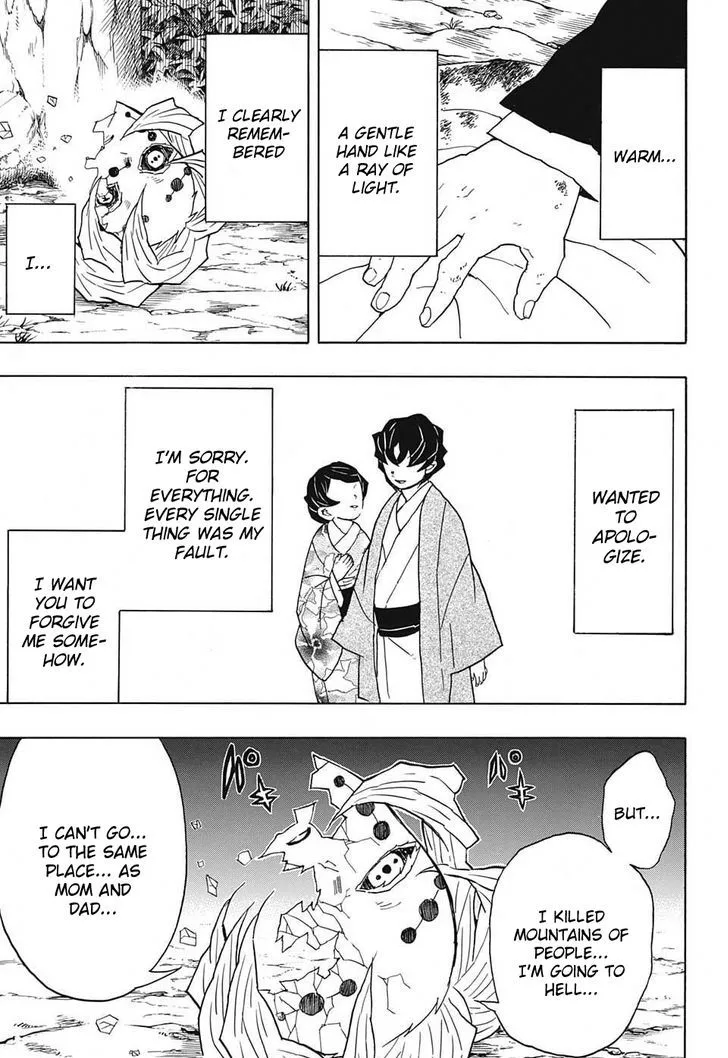 WARM...
A GENTLE
HAND LIKE
A RAY OF
LIGHT.
I CLEARLY
REMEM-
BERED
I...
WANTED
TO
APOLO-
GIZE.
I'M SORRY.
FOR
EVERYTHING.
EVERY SINGLE
THING WAS MY
FAULT.
I WANT
YOU TO
FORGIVE
ME SOME-
HOW.
BUT...
I KILLED
MOUNTAINS OF
PEOPLE...
I'M GOING TO
HELL...
I CAN'T GO...
TO THE SAME
PLACE... AS
MOM AND
DAD...